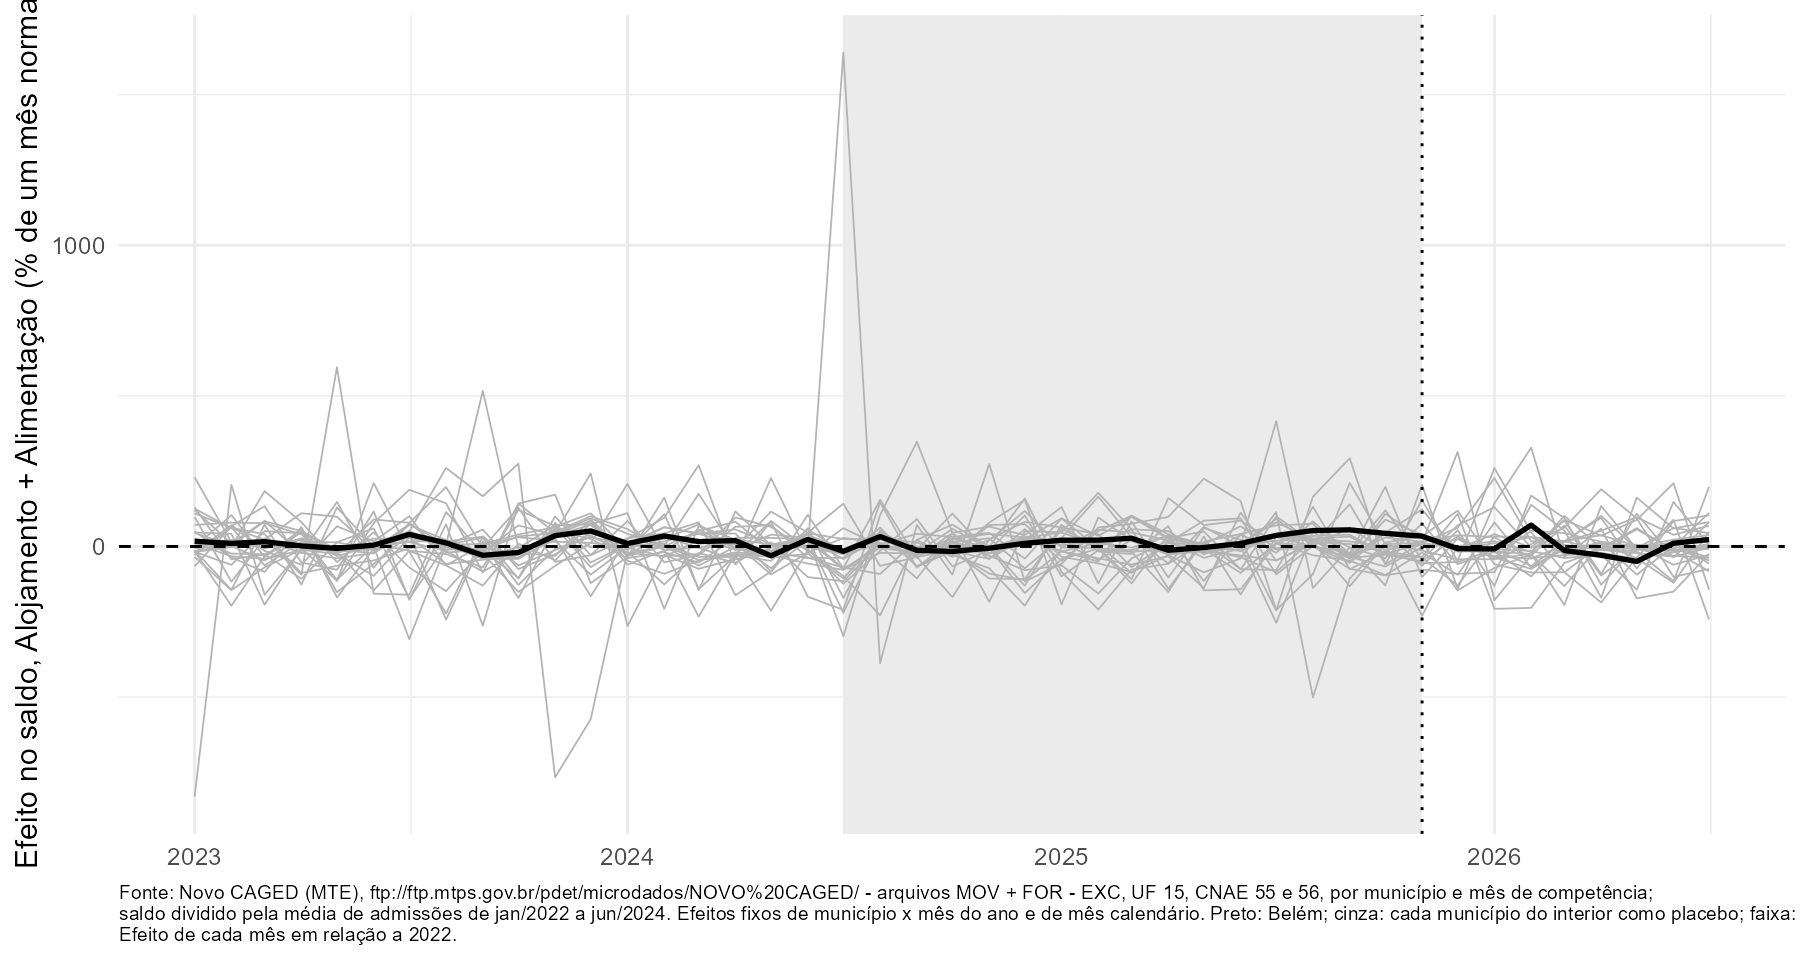 Efeito no saldo, Alojamento + Alimentação (% de um mês norma
1000
0
2023 2024 2025 2026
Fonte: Novo CAGED (MTE), ftp://ftp.mtps.gov.br/pdet/microdados/NOVO%20CAGED/ - arquivos MOV + FOR - EXC, UF 15, CNAE 55 e 56, por município e mês de competência;
saldo dividido pela média de admissões de jan/2022 a jun/2024. Efeitos fixos de município x mês do ano e de mês calendário. Preto: Belém; cinza: cada município do interior como placebo; faixa:
Efeito de cada mês em relação a 2022.